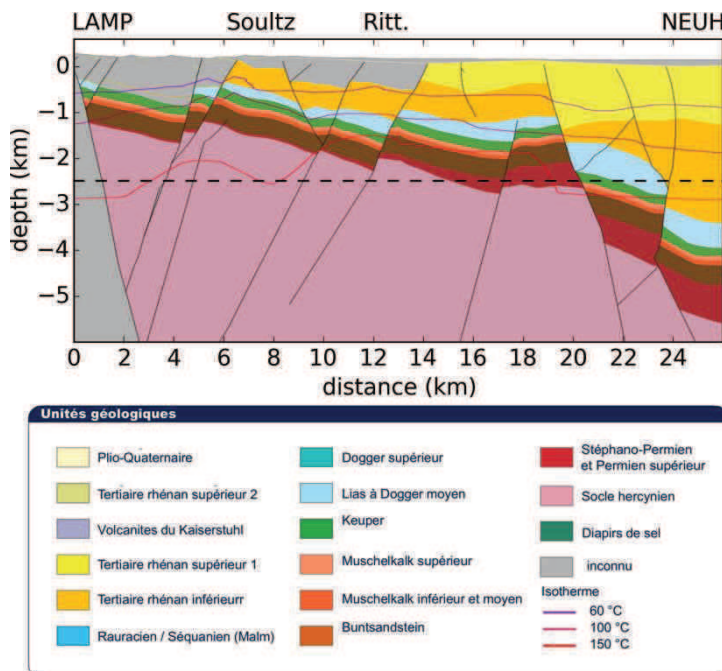 LAMP Soultz Ritt. NEUH
0
−1
−2
−3
−4
−5
depth (km)
0 2 4 6 8 10 12 14 16 18 20 22 24
distance (km)
Unités géologiques
Plio-Quaternaire
Tertiaire rhénan supérieur 2
Volcanites du Kaiserstuhl
Tertiaire rhénan supérieur 1
Tertiaire rhénan inférieurr
Rauracien / Séquanien (Malm)
Dogger supérieur
Lias à Dogger moyen
Keuper
Muschelkalk supérieur
Muschelkalk inférieur et moyen
Buntsandstein
Stéphano-Permien
et Permien supérieur
Socle hercynien
Diapirs de sel
inconnu
Isotherme
60 °C
100 °C
150 °C